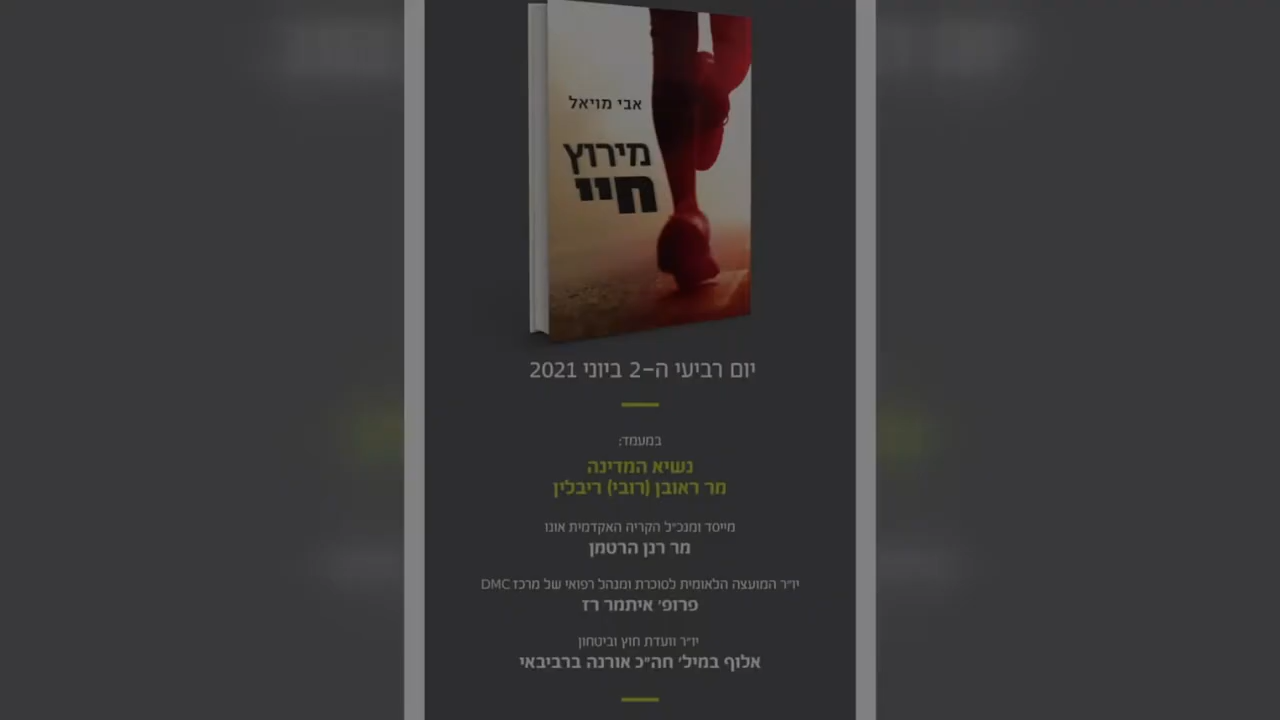 אבי מויאל
מירוץ
חיי
יום רביעי ה-2 ביוני 2021
במעמד:
נשיא המדינה
מר ראובן (רובי) ריבלין
מייסד ומנכ"ל הקריה האקדמית אונו
מר רנן הרטמן
יו"ר המועצה הלאומית לסוכרת ומנהל רפואי של מרכז DMC
פרופ' איתמר רז
יו"ר וועדת חוץ וביטחון
אלוף במיל' חה"כ אורנה ברביבאי